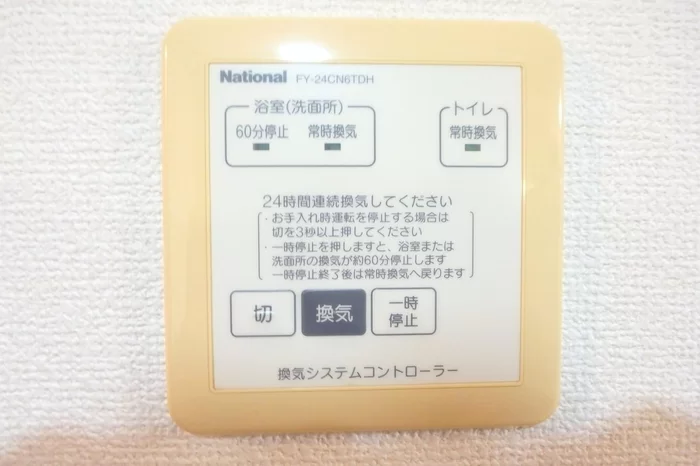 National FY-24CN6TDH
浴室(洗面所)
トイレ
60分停止 常時換気
常時換気
24時間連続換気してください
・お手入れ時運転を停止する場合は
切を3秒以上押してください
・一時停止を押しますと、浴室または
洗面所の換気が約60分停止します
一時停止終了後は常時換気へ戻ります
切
換気
一時
停止
換気システムコントローラー